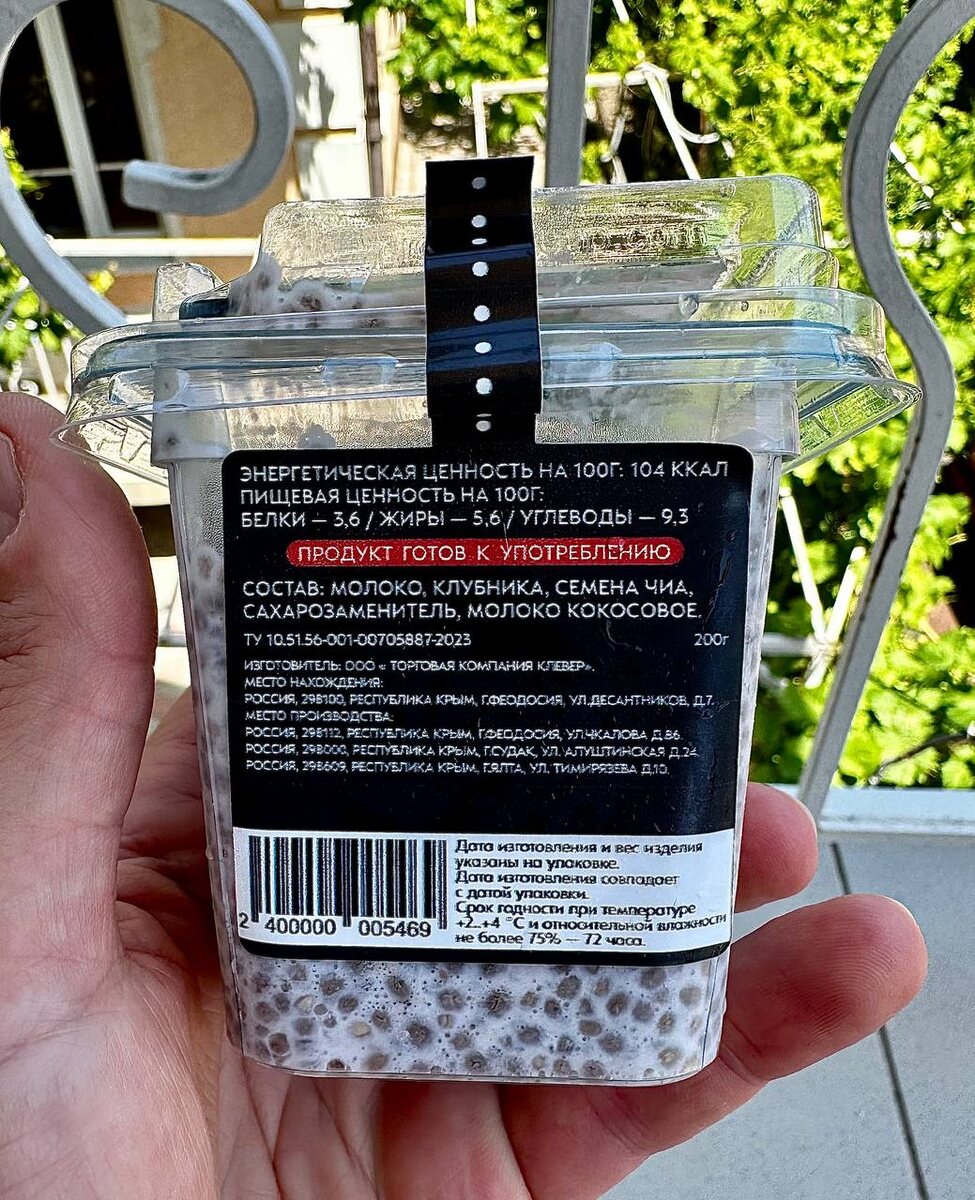 ЭНЕРГЕТИЧЕСКАЯ ЦЕННОСТЬ НА 100Г: 104 ККАЛ
ПИЩЕВАЯ ЦЕННОСТЬ НА 100Г:
БЕЛКИ — 3,6 / ЖИРЫ — 5,6 / УГЛЕВОДЫ — 9,3
ПРОДУКТ ГОТОВ К УПОТРЕБЛЕНИЮ
СОСТАВ: МОЛОКО, КЛУБНИКА, СЕМЕНА ЧИА,
САХАРОЗАМЕНИТЕЛЬ, МОЛОКО КОКОСОВОЕ.
ТУ 10.51.56-001-00705887-2023 200г
ИЗГОТОВИТЕЛЬ: ООО « ТОРГОВАЯ КОМПАНИЯ КЛЕВЕР».
МЕСТО НАХОЖДЕНИЯ:
РОССИЯ, 298100, РЕСПУБЛИКА КРЫМ, Г.ФЕОДОСИЯ, УЛ.ДЕСАНТНИКОВ, Д.7.
МЕСТО ПРОИЗВОДСТВА:
РОССИЯ, 298112, РЕСПУБЛИКА КРЫМ, Г.ФЕОДОСИЯ, УЛ.ЧКАЛОВА Д.86.
РОССИЯ, 298000, РЕСПУБЛИКА КРЫМ, Г.СУДАК, УЛ. АЛУШТИНСКАЯ Д.24.
РОССИЯ, 298609, РЕСПУБЛИКА КРЫМ, Г.ЯЛТА, УЛ. ТИМИРЯЗЕВА Д.10.
Дата изготовления и вес изделия
указаны на упаковке.
Дата изготовления совпадает
с датой упаковки.
Срок годности при температуре
+2...+4 °С и относительной влажности
не более 75% — 72 часа.
2 400000 005469